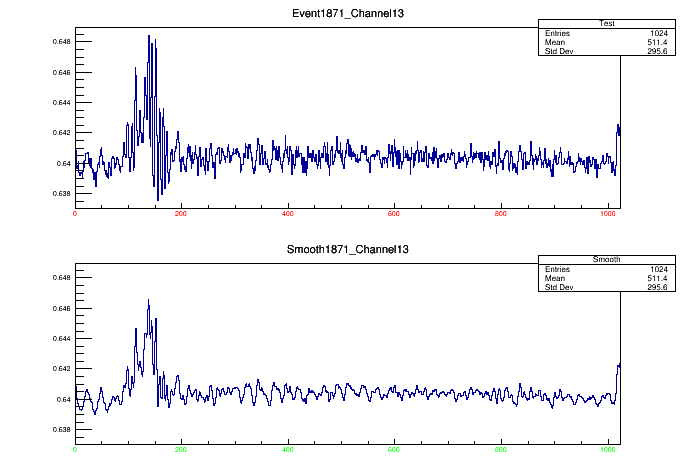 Event1871_Channel13
Test
Entries 1024
Mean 511.4
Std Dev 295.6
0.648
0.646
0.644
0.642
0.64
0.638
0 200 400 600 800 1000
Smooth1871_Channel13
Smooth
Entries 1024
Mean 511.4
Std Dev 295.6
0.648
0.646
0.644
0.642
0.64
0.638
0 200 400 600 800 1000